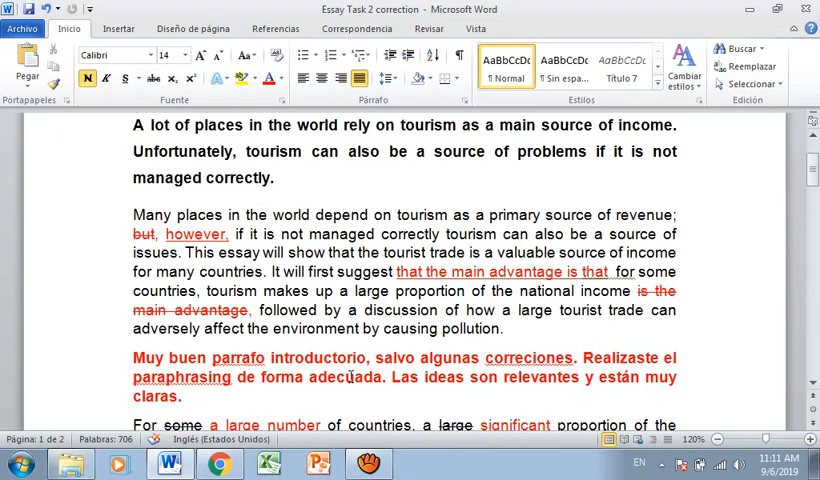 Essay Task 2 correction - Microsoft Word
Archivo Inicio Insertar Diseño de página Referencias Correspondencia Revisar Vista
Calibri 14 Aa AaBbCcDc AaBbCcDc AaBbCcDc Buscar
Reemplazar
Pegar N K S abc x₂ x² A ¶ Normal ¶ Sin espa... Título 7 Cambiar estilos Seleccionar
Portapapeles Fuente Párrafo Estilos Edición
A lot of places in the world rely on tourism as a main source of income.
Unfortunately, tourism can also be a source of problems if it is not
managed correctly.
Many places in the world depend on tourism as a primary source of revenue;
but, however, if it is not managed correctly tourism can also be a source of
issues. This essay will show that the tourist trade is a valuable source of income
for many countries. It will first suggest that the main advantage is that for some
countries, tourism makes up a large proportion of the national income is the
main advantage, followed by a discussion of how a large tourist trade can
adversely affect the environment by causing pollution.
Muy buen parrafo introductorio, salvo algunas correciones. Realizaste el
paraphrasing de forma adecuada. Las ideas son relevantes y están muy
claras.
For some a large number of countries, a large significant proportion of the
Página: 1 de 2 Palabras: 706 Inglés (Estados Unidos) 120%
EN 11:11 AM
9/6/2019